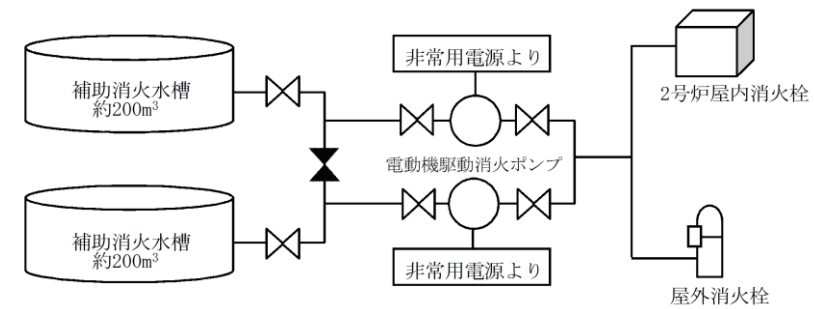 非常用電源より
補助消火水槽
約200m³
2号炉屋内消火栓
電動機駆動消火ポンプ
補助消火水槽
約200m³
非常用電源より
屋外消火栓